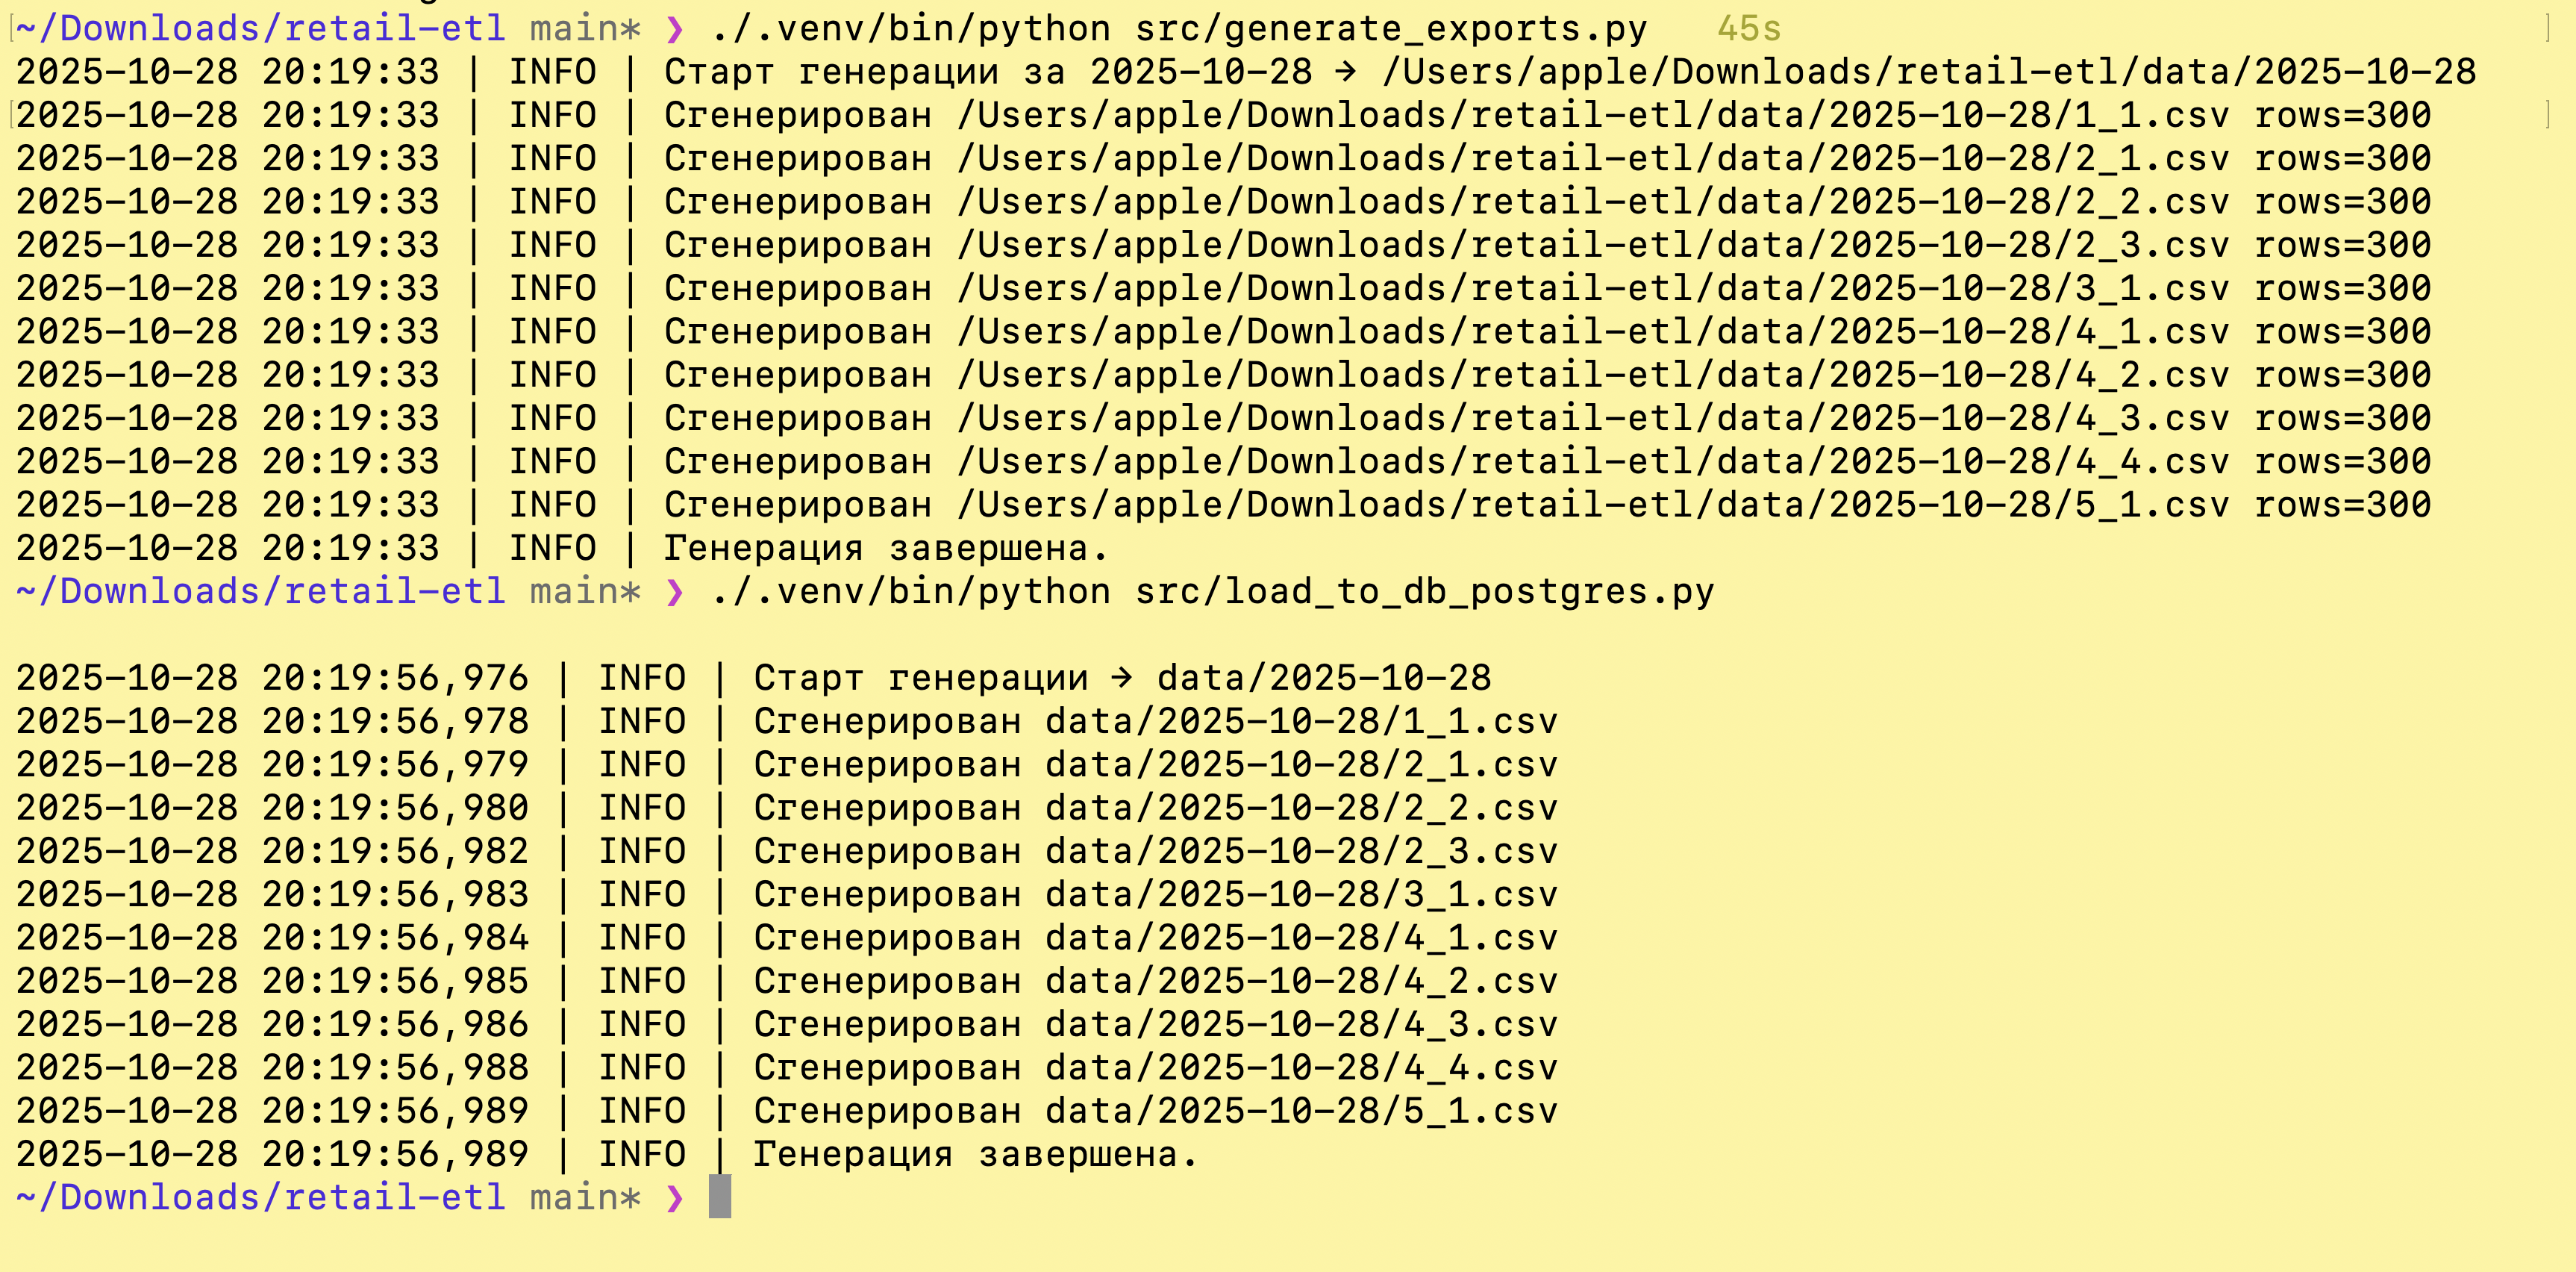 ~/Downloads/retail-etl main* ❯ ./.venv/bin/python src/generate_exports.py 45s
2025-10-28 20:19:33 | INFO | Старт генерации за 2025-10-28 → /Users/apple/Downloads/retail-etl/data/2025-10-28
2025-10-28 20:19:33 | INFO | Сгенерирован /Users/apple/Downloads/retail-etl/data/2025-10-28/1_1.csv rows=300
2025-10-28 20:19:33 | INFO | Сгенерирован /Users/apple/Downloads/retail-etl/data/2025-10-28/2_1.csv rows=300
2025-10-28 20:19:33 | INFO | Сгенерирован /Users/apple/Downloads/retail-etl/data/2025-10-28/2_2.csv rows=300
2025-10-28 20:19:33 | INFO | Сгенерирован /Users/apple/Downloads/retail-etl/data/2025-10-28/2_3.csv rows=300
2025-10-28 20:19:33 | INFO | Сгенерирован /Users/apple/Downloads/retail-etl/data/2025-10-28/3_1.csv rows=300
2025-10-28 20:19:33 | INFO | Сгенерирован /Users/apple/Downloads/retail-etl/data/2025-10-28/4_1.csv rows=300
2025-10-28 20:19:33 | INFO | Сгенерирован /Users/apple/Downloads/retail-etl/data/2025-10-28/4_2.csv rows=300
2025-10-28 20:19:33 | INFO | Сгенерирован /Users/apple/Downloads/retail-etl/data/2025-10-28/4_3.csv rows=300
2025-10-28 20:19:33 | INFO | Сгенерирован /Users/apple/Downloads/retail-etl/data/2025-10-28/4_4.csv rows=300
2025-10-28 20:19:33 | INFO | Сгенерирован /Users/apple/Downloads/retail-etl/data/2025-10-28/5_1.csv rows=300
2025-10-28 20:19:33 | INFO | Генерация завершена.
~/Downloads/retail-etl main* ❯ ./.venv/bin/python src/load_to_db_postgres.py
2025-10-28 20:19:56,976 | INFO | Старт генерации → data/2025-10-28
2025-10-28 20:19:56,978 | INFO | Сгенерирован data/2025-10-28/1_1.csv
2025-10-28 20:19:56,979 | INFO | Сгенерирован data/2025-10-28/2_1.csv
2025-10-28 20:19:56,980 | INFO | Сгенерирован data/2025-10-28/2_2.csv
2025-10-28 20:19:56,982 | INFO | Сгенерирован data/2025-10-28/2_3.csv
2025-10-28 20:19:56,983 | INFO | Сгенерирован data/2025-10-28/3_1.csv
2025-10-28 20:19:56,984 | INFO | Сгенерирован data/2025-10-28/4_1.csv
2025-10-28 20:19:56,985 | INFO | Сгенерирован data/2025-10-28/4_2.csv
2025-10-28 20:19:56,986 | INFO | Сгенерирован data/2025-10-28/4_3.csv
2025-10-28 20:19:56,988 | INFO | Сгенерирован data/2025-10-28/4_4.csv
2025-10-28 20:19:56,989 | INFO | Сгенерирован data/2025-10-28/5_1.csv
2025-10-28 20:19:56,989 | INFO | Генерация завершена.
~/Downloads/retail-etl main* ❯